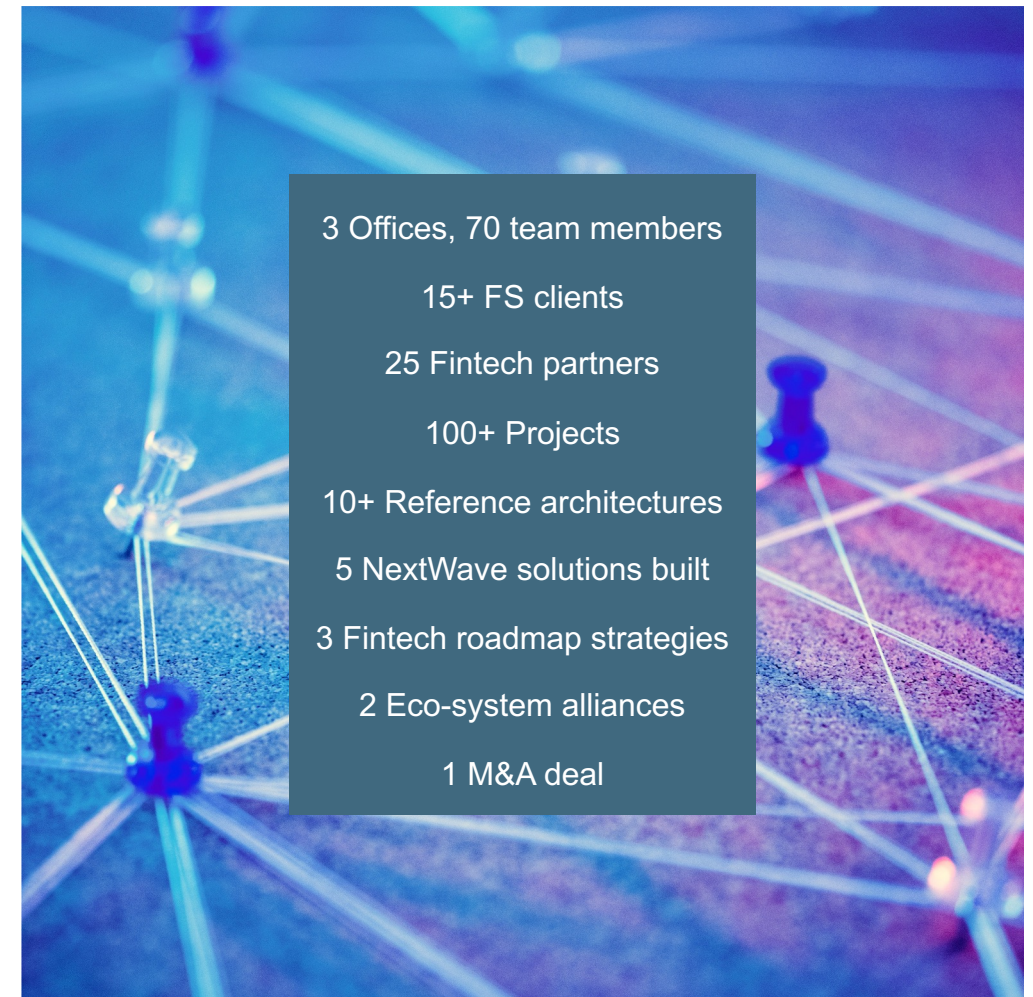 3 Offices, 70 team members
15+ FS clients
25 Fintech partners
100+ Projects
10+ Reference architectures
5 NextWave solutions built
3 Fintech roadmap strategies
2 Eco-system alliances
1 M&A deal